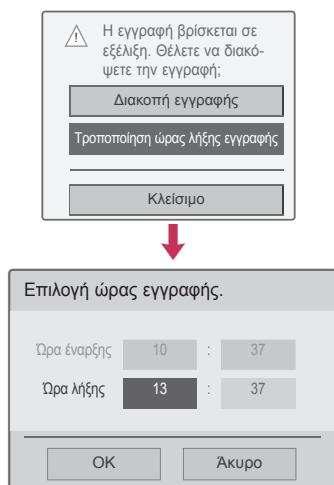 Η εγγραφή βρίσκεται σε
εξέλιξη. Θέλετε να διακό-
ψετε την εγγραφή;
Διακοπή εγγραφής
Τροποποίηση ώρας λήξης εγγραφής
Κλείσιμο
Επιλογή ώρας εγγραφής.
Ώρα έναρξης 10 : 37
Ώρα λήξης 13 : 37
OK Άκυρο